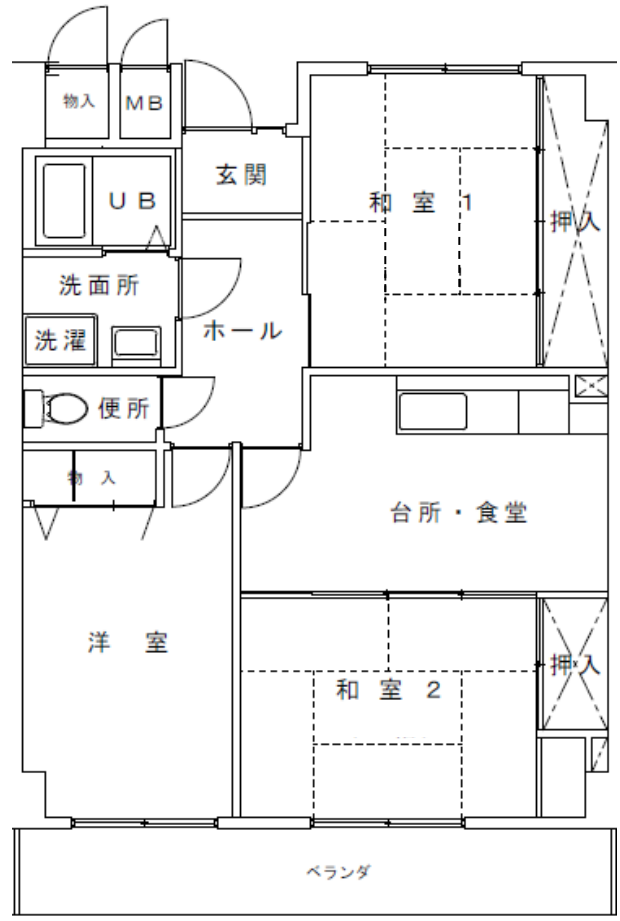 物入
MB
玄関
UB
和室 1
押入
洗面所
ホール
洗濯
便所
物入
台所・食堂
洋室
和室 2
押入
ベランダ